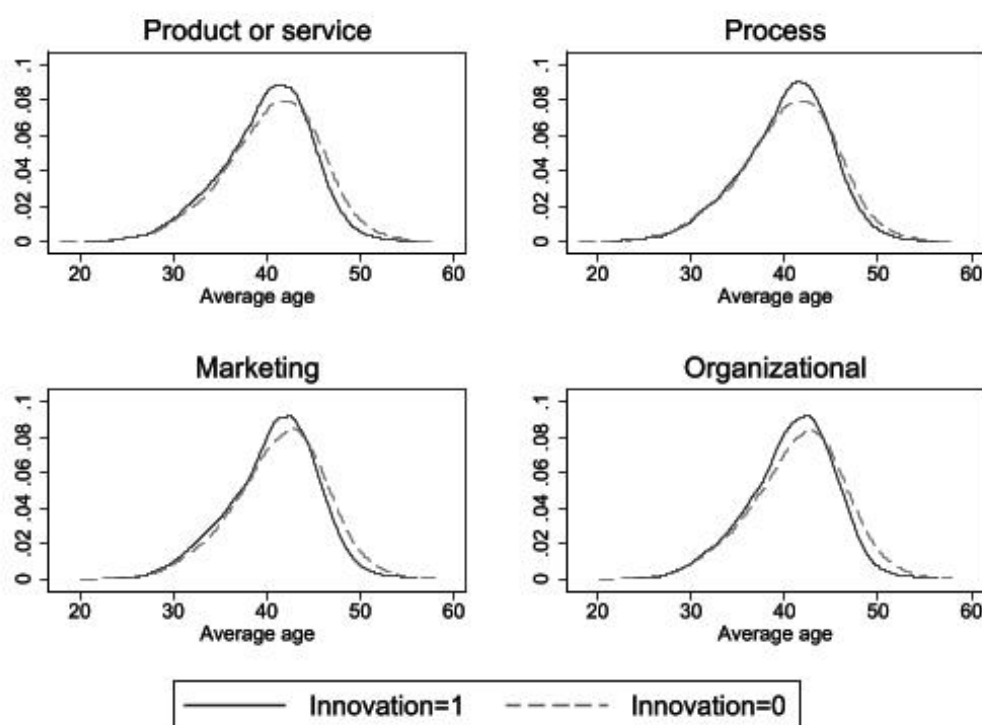 Product or service
.1
.08
.06
.04
.02
0
20 30 40 50 60
Average age
Process
.1
.08
.06
.04
.02
0
20 30 40 50 60
Average age
Marketing
.1
.08
.06
.04
.02
0
20 30 40 50 60
Average age
Organizational
.1
.08
.06
.04
.02
0
20 30 40 50 60
Average age
Innovation=1 Innovation=0